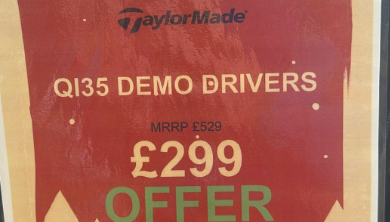 TaylorMade
QI35 DEMO DRIVERS
MRRP £529
£299
OFFER